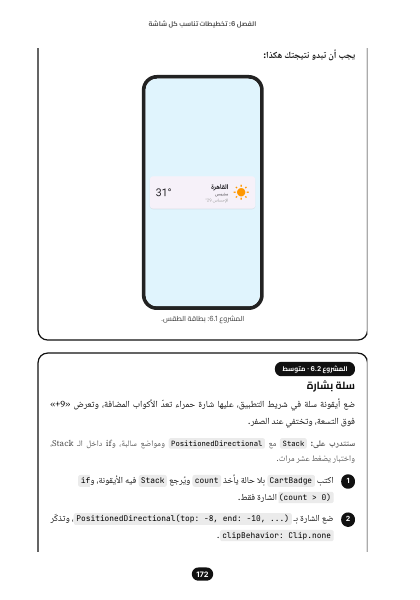 الفصل 6: تخطيطات تناسب كل شاشة
يجب أن تبدو نتيجتك هكذا:
القاهرة
مشمس
31°
المشروع 6.1: بطاقة الطقس.
المشروع 6.2 · متوسط
سلة بشارة
ضع أيقونة سلة في شريط التطبيق، عليها شارة حمراء تعدّ الأكواب المضافة، وتعرض «9+»
فوق التسعة، وتختفي عند الصفر.
ستتدرب على: Stack مع PositionedDirectional ومواضع سالبة، وif داخل الـ Stack،
واختبار يضغط عشر مرات.
1 اكتب CartBadge بلا حالة يأخذ count ويُرجع Stack فيه الأيقونة، وif
(count > 0) الشارة فقط.
2 ضع الشارة بـ PositionedDirectional(top: -8, end: -10, ...)، وتذكّر
clipBehavior: Clip.none.
172